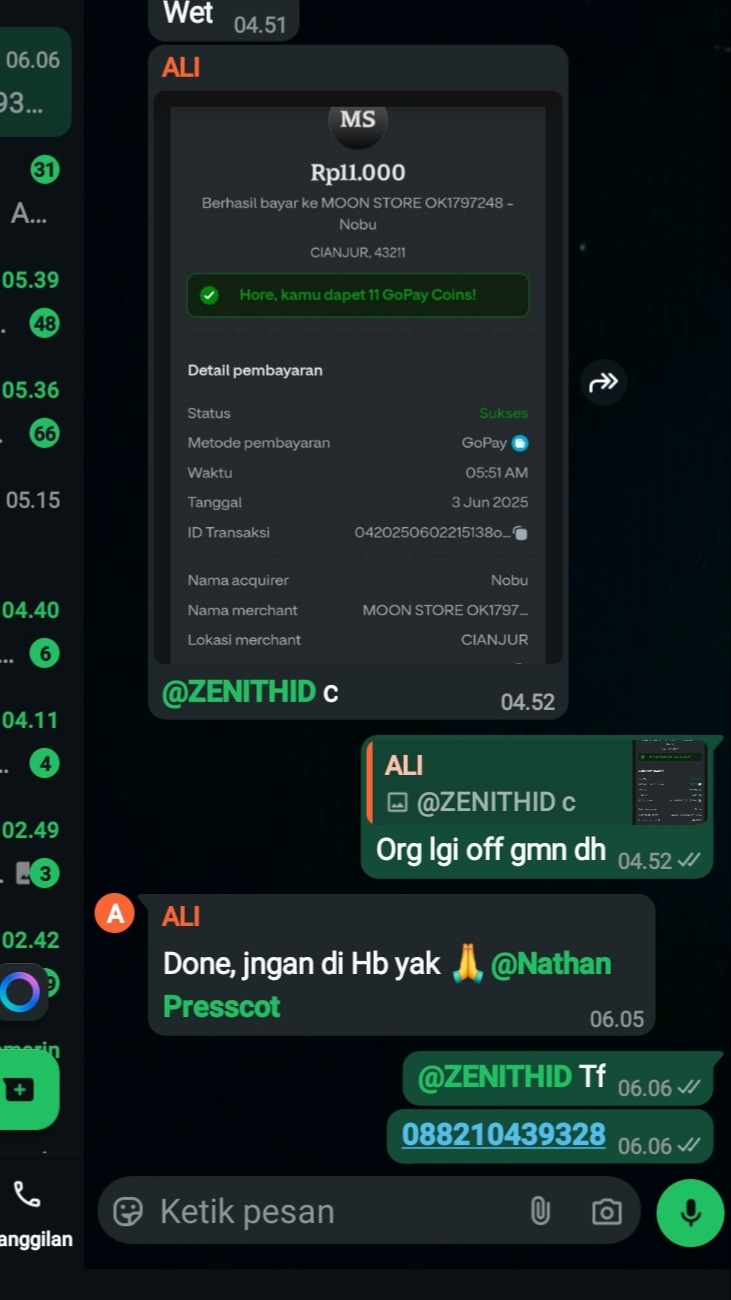 Wet 04.51
06.06
93...
31
A...
05.39
48
05.36
66
05.15
04.40
6
04.11
4
02.49
3
02.42
9
anggilan
ALI
MS
Rp11.000
Berhasil bayar ke MOON STORE OK1797248 -
Nobu
CIANJUR, 43211
Hore, kamu dapet 11 GoPay Coins!
Detail pembayaran
Status Sukses
Metode pembayaran GoPay
Waktu 05:51 AM
Tanggal 3 Jun 2025
ID Transaksi 0420250602215138o...
Nama acquirer Nobu
Nama merchant MOON STORE OK1797...
Lokasi merchant CIANJUR
@ZENITHID c 04.52
ALI
@ZENITHID c
Org lgi off gmn dh 04.52
A
ALI
Done, jngan di Hb yak 🙏 @Nathan
Presscot
06.05
@ZENITHID Tf 06.06
088210439328 06.06
Ketik pesan